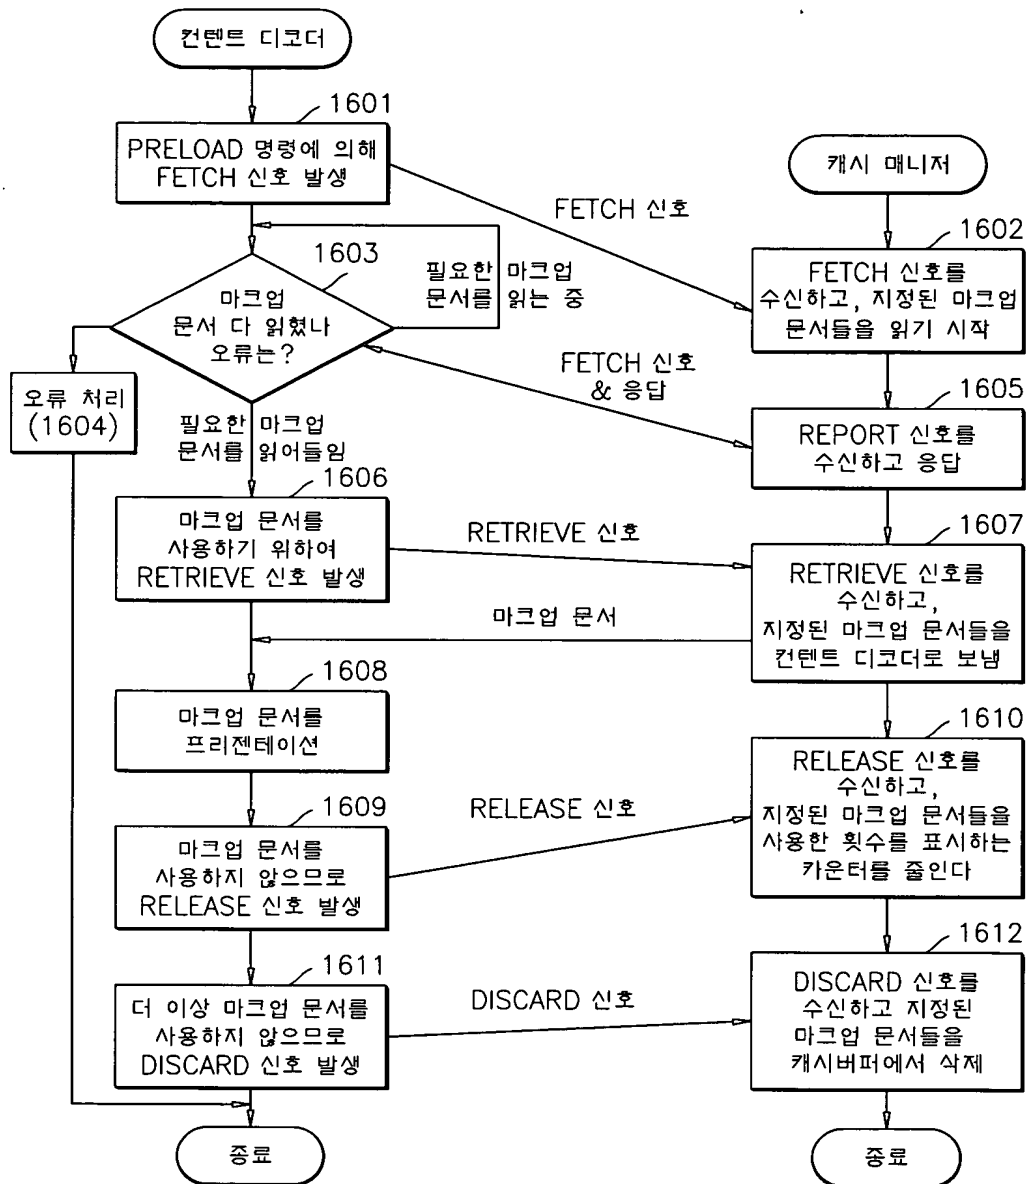 컨텐트 디코더
1601
PRELOAD 명령에 의해
FETCH 신호 발생
캐시 매니저
FETCH 신호
1602
FETCH 신호를
수신하고, 지정된 마크업
문서들을 읽기 시작
1603
마크업
문서 다 읽혔나
오류는?
필요한 마크업
문서를 읽는 중
오류 처리
(1604)
FETCH 신호
& 응답
1605
REPORT 신호를
수신하고 응답
필요한 마크업
문서를 읽어들임
1606
마크업 문서를
사용하기 위하여
RETRIEVE 신호 발생
RETRIEVE 신호
1607
RETRIEVE 신호를
수신하고,
지정된 마크업 문서들을
컨텐트 디코더로 보냄
마크업 문서
1608
마크업 문서를
프리젠테이션
1609
마크업 문서를
사용하지 않으므로
RELEASE 신호 발생
RELEASE 신호
1610
RELEASE 신호를
수신하고,
지정된 마크업 문서들을
사용한 횟수를 표시하는
카운터를 줄인다
1611
더 이상 마크업 문서를
사용하지 않으므로
DISCARD 신호 발생
DISCARD 신호
1612
DISCARD 신호를
수신하고 지정된
마크업 문서들을
캐시버퍼에서 삭제
종료
종료